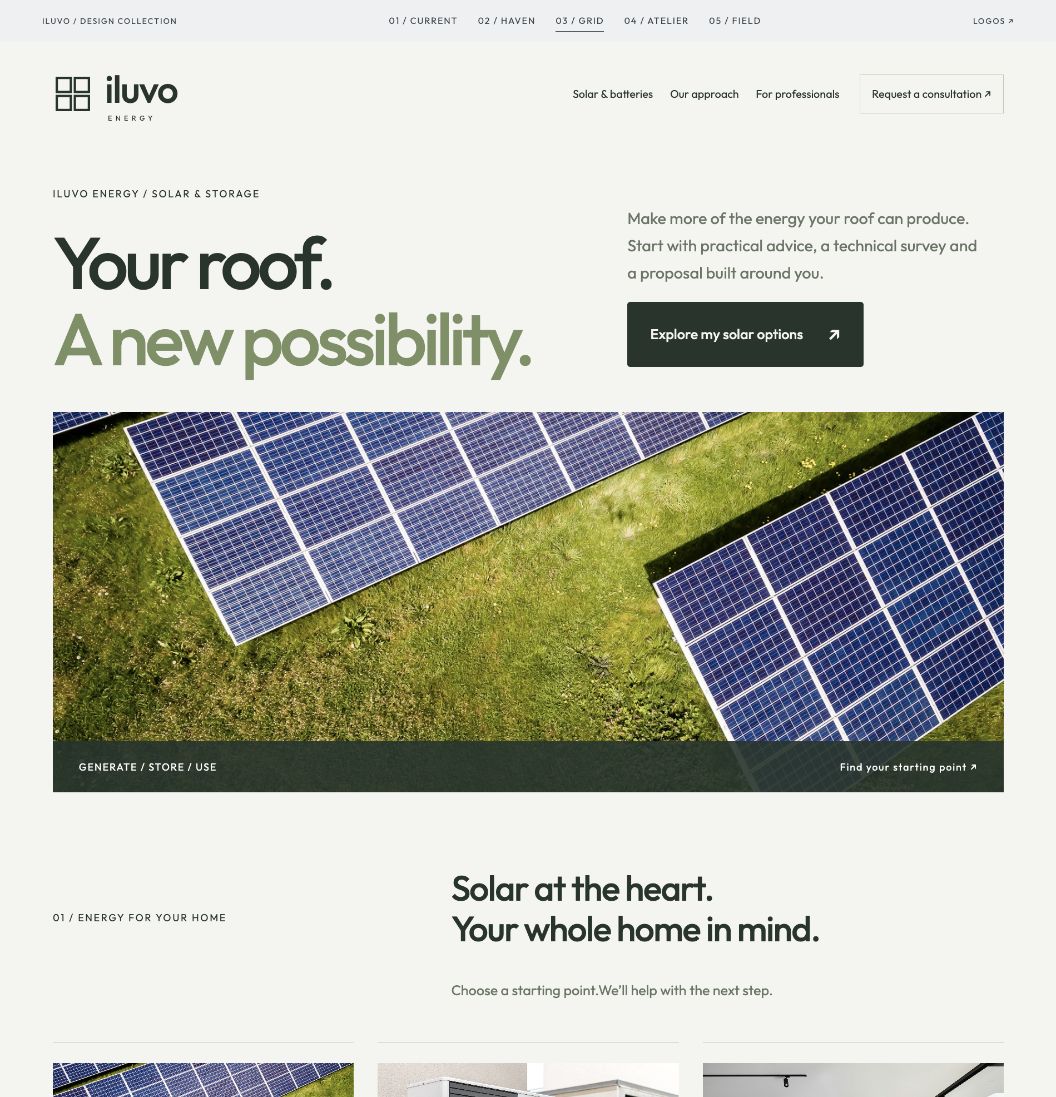 ILUVO / DESIGN COLLECTION
01 / CURRENT 02 / HAVEN 03 / GRID 04 / ATELIER 05 / FIELD
LOGOS ↗
iluvo
ENERGY
Solar & batteries Our approach For professionals Request a consultation ↗
ILUVO ENERGY / SOLAR & STORAGE
Your roof.
A new possibility.
Make more of the energy your roof can produce.
Start with practical advice, a technical survey and
a proposal built around you.
Explore my solar options ↗
GENERATE / STORE / USE
Find your starting point ↗
01 / ENERGY FOR YOUR HOME
Solar at the heart.
Your whole home in mind.
Choose a starting point.We’ll help with the next step.